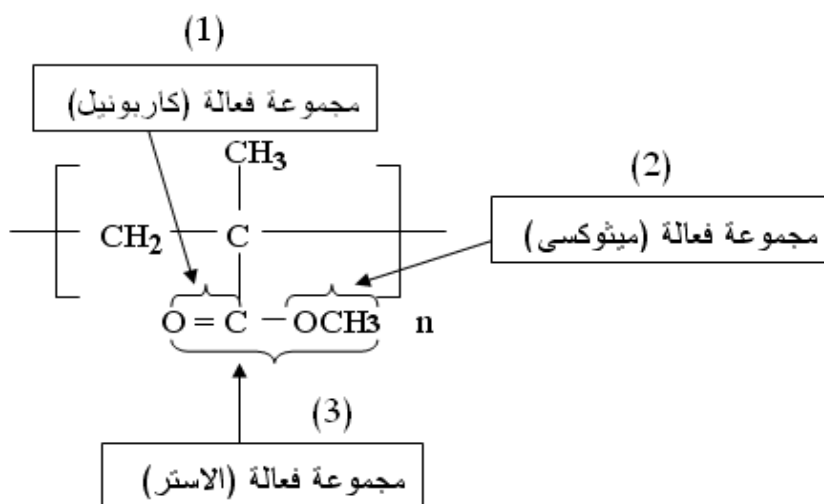 (1)
مجموعة فعالة (كاربونيل)
CH3
(2)
مجموعة فعالة (ميثوكسى)
CH2 C
O = C - OCH3 n
(3)
مجموعة فعالة (الاستر)